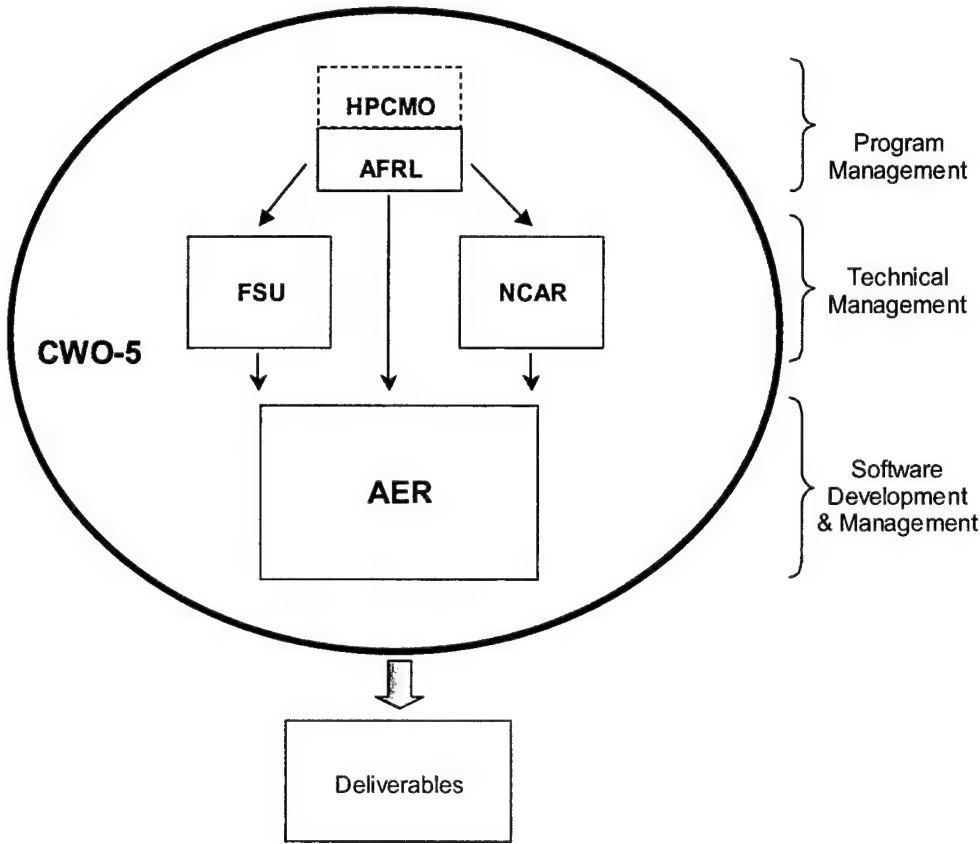 HPCMO
AFRL
Program
Management
FSU
NCAR
Technical
Management
CWO-5
AER
Software
Development
& Management
Deliverables